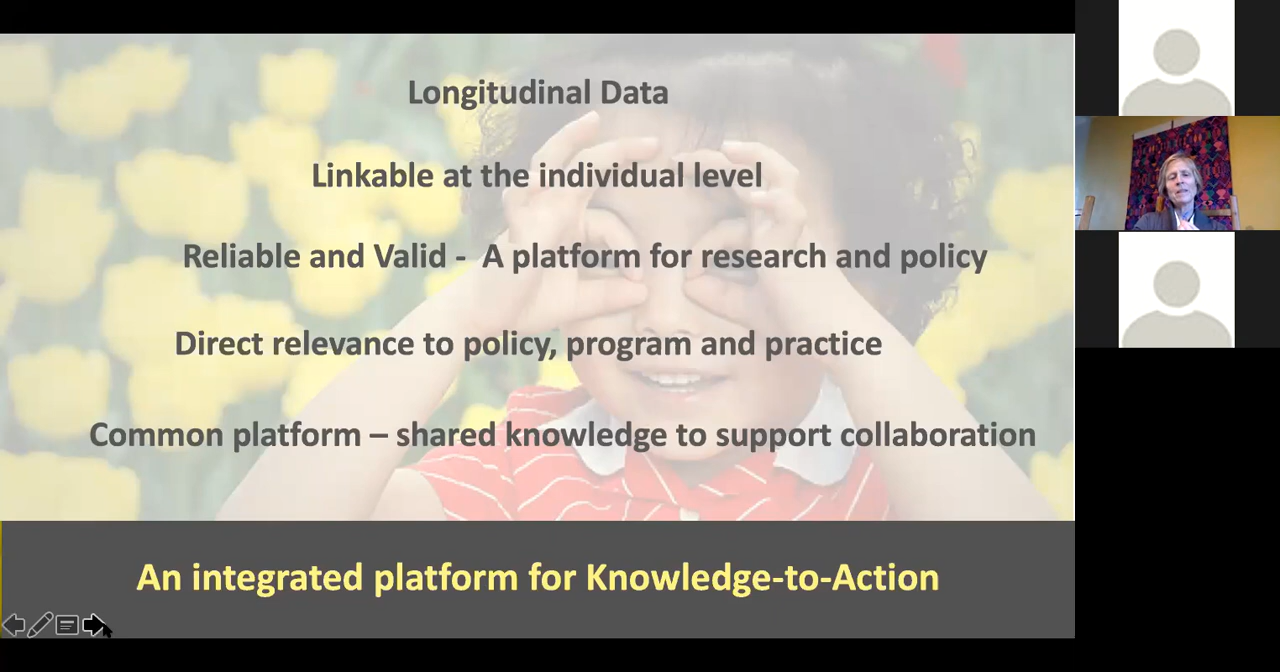 Longitudinal Data
Linkable at the individual level
Reliable and Valid - A platform for research and policy
Direct relevance to policy, program and practice
Common platform – shared knowledge to support collaboration
An integrated platform for Knowledge-to-Action